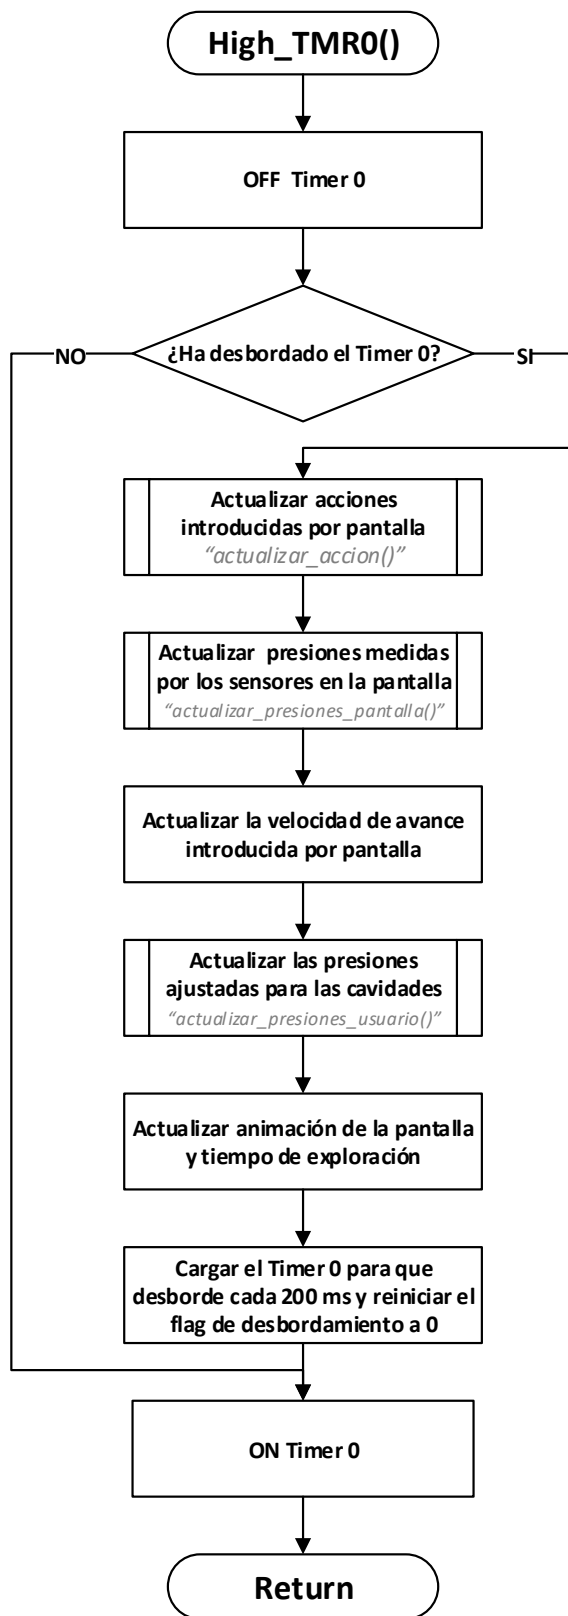 High_TMR0()
OFF Timer 0
¿Ha desbordado el Timer 0?
NO
SI
Actualizar acciones
introducidas por pantalla
“actualizar_accion()”
Actualizar presiones medidas
por los sensores en la pantalla
“actualizar_presiones_pantalla()”
Actualizar la velocidad de avance
introducida por pantalla
Actualizar las presiones
ajustadas para las cavidades
“actualizar_presiones_usuario()”
Actualizar animación de la pantalla
y tiempo de exploración
Cargar el Timer 0 para que
desborde cada 200 ms y reiniciar el
flag de desbordamiento a 0
ON Timer 0
Return